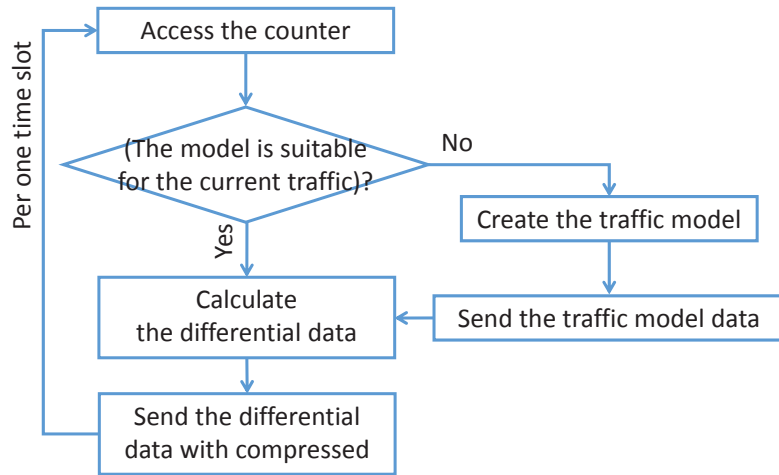 Access the counter
Per one time slot
(The model is suitable
for the current traffic)?
No
Yes
Create the traffic model
Calculate
the differential data
Send the traffic model data
Send the differential
data with compressed